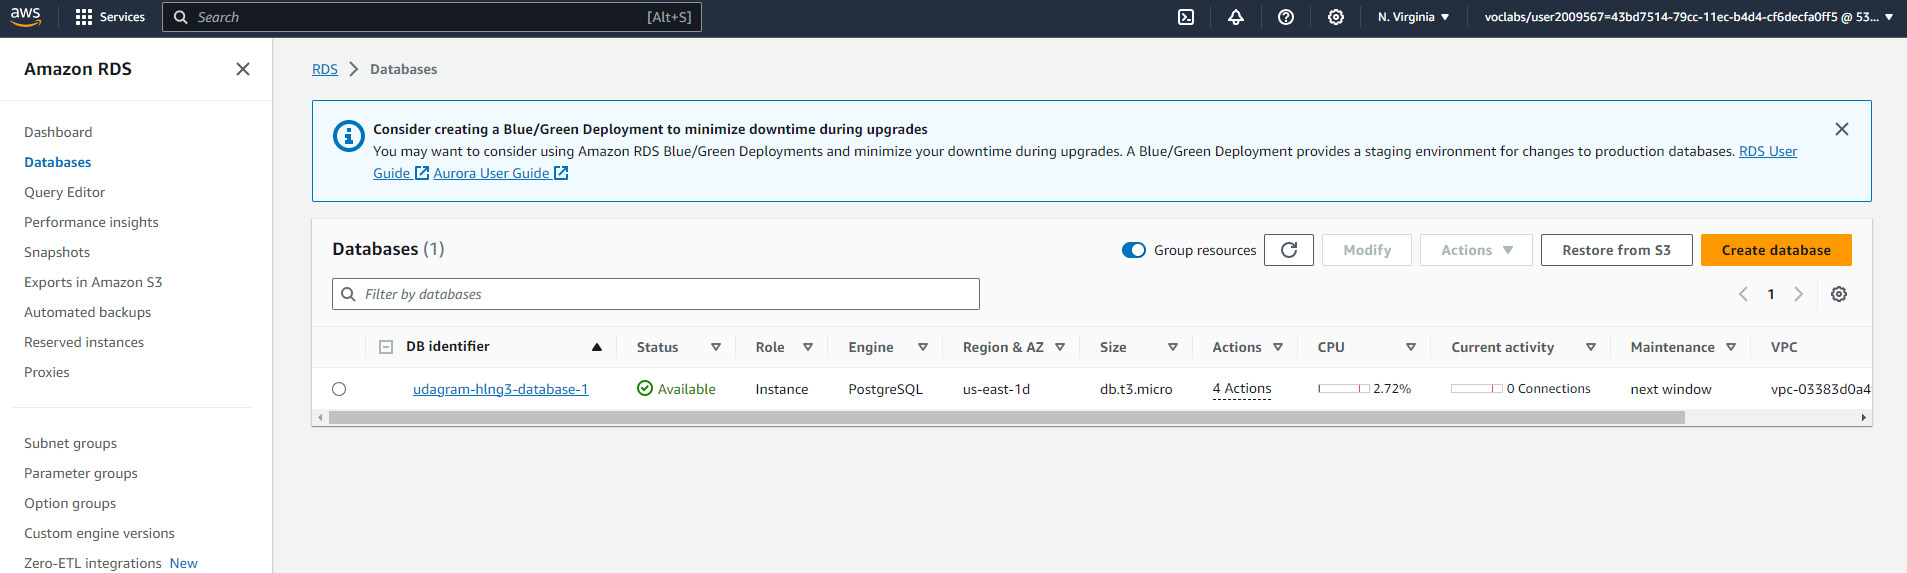 aws Services Search [Alt+S] N. Virginia voclabs/user2009567=43bd7514-79cc-11ec-b4d4-cf6decfa0ff5 @ 53...
Amazon RDS
Dashboard
Databases
Query Editor
Performance insights
Snapshots
Exports in Amazon S3
Automated backups
Reserved instances
Proxies
Subnet groups
Parameter groups
Option groups
Custom engine versions
Zero-ETL integrations New
RDS Databases
Consider creating a Blue/Green Deployment to minimize downtime during upgrades
You may want to consider using Amazon RDS Blue/Green Deployments and minimize your downtime during upgrades. A Blue/Green Deployment provides a staging environment for changes to production databases. RDS User
Guide Aurora User Guide
Databases (1) Group resources Modify Actions Restore from S3 Create database
Filter by databases 1
DB identifier Status Role Engine Region & AZ Size Actions CPU Current activity Maintenance VPC
udagram-hlng3-database-1 Available Instance PostgreSQL us-east-1d db.t3.micro 4 Actions 2.72% 0 Connections next window vpc-03383d0a4